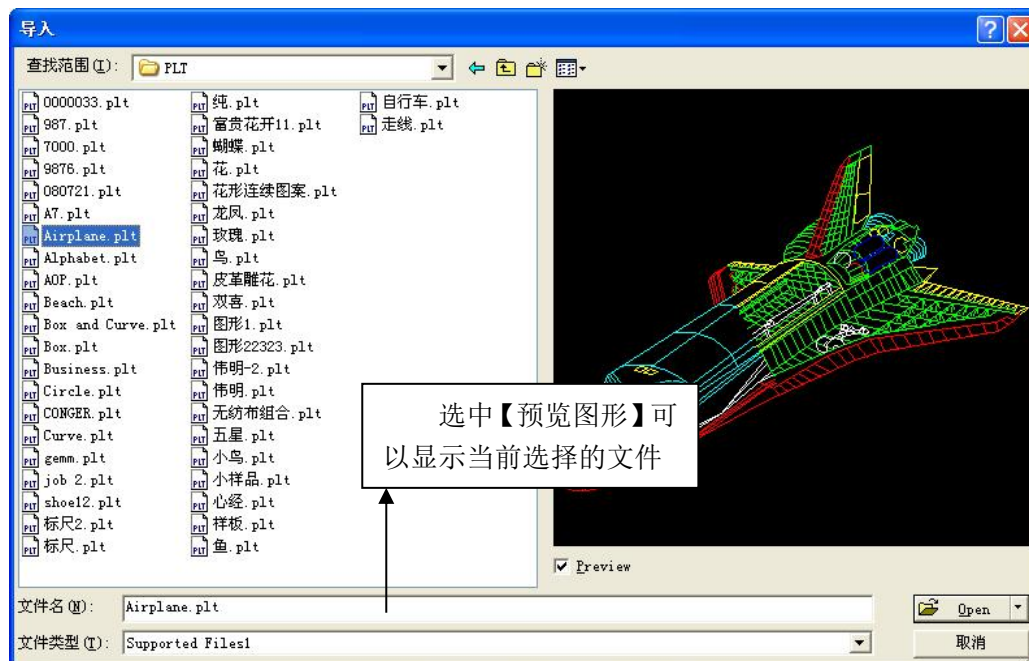 导入
查找范围(I):
PLT
0000033.plt
987.plt
7000.plt
9876.plt
080721.plt
A7.plt
Airplane.plt
Alphabet.plt
AOP.plt
Beach.plt
Box and Curve.plt
Box.plt
Business.plt
Circle.plt
CONGER.plt
Curve.plt
gemm.plt
job 2.plt
shoe12.plt
标尺2.plt
标尺.plt
纯.plt
富贵花开11.plt
蝴蝶.plt
花.plt
花形连续图案.plt
龙凤.plt
玫瑰.plt
鸟.plt
皮革雕花.plt
双喜.plt
图形1.plt
图形22323.plt
伟明-2.plt
伟明.plt
无纺布组合.plt
五星.plt
小鸟.plt
小样品.plt
心经.plt
样板.plt
鱼.plt
自行车.plt
走线.plt
选中【预览图形】可
以显示当前选择的文件
Preview
文件名(N):
Airplane.plt
Open
文件类型(T):
Supported Files1
取消